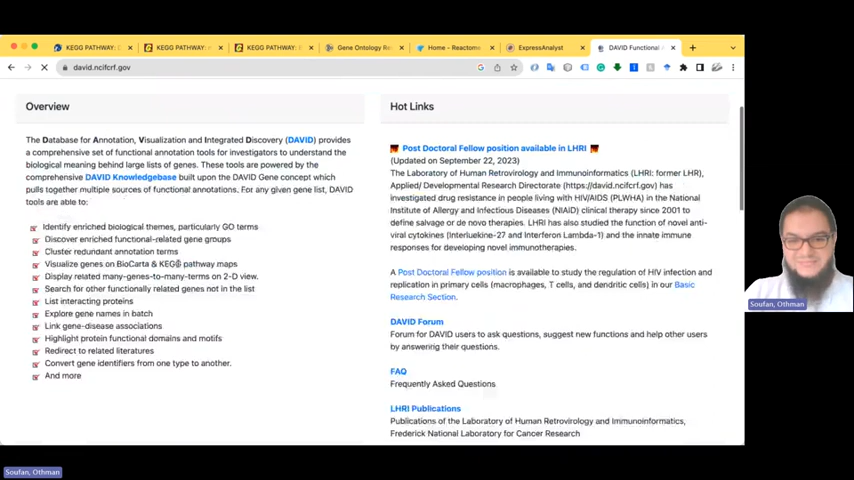 KEGG PATHWAY: D
KEGG PATHWAY:
KEGG PATHWAY: E
Gene Ontology Re
Home - Reactome
ExpressAnalyst
DAVID Functional
david.ncifcrf.gov
Overview
The Database for Annotation, Visualization and Integrated Discovery (DAVID) provides
a comprehensive set of functional annotation tools for investigators to understand the
biological meaning behind large lists of genes. These tools are powered by the
comprehensive DAVID Knowledgebase built upon the DAVID Gene concept which
pulls together multiple sources of functional annotations. For any given gene list, DAVID
tools are able to:
Identify enriched biological themes, particularly GO terms
Discover enriched functional-related gene groups
Cluster redundant annotation terms
Visualize genes on BioCarta & KEGG pathway maps
Display related many-genes-to-many-terms on 2-D view.
Search for other functionally related genes not in the list
List interacting proteins
Explore gene names in batch
Link gene-disease associations
Highlight protein functional domains and motifs
Redirect to related literatures
Convert gene identifiers from one type to another.
And more
Hot Links
Post Doctoral Fellow position available in LHRI
(Updated on September 22, 2023)
The Laboratory of Human Retrovirology and Immunoinformatics (LHRI: former LHR),
Applied/ Developmental Research Directorate (https://david.ncifcrf.gov) has
investigated drug resistance in people living with HIV/AIDS (PLWHA) in the National
Institute of Allergy and Infectious Diseases (NIAID) clinical therapy since 2001 to
define salvage or de novo therapies. LHRI has also studied the function of novel anti-
viral cytokines (Interluekine-27 and Interferon Lambda-1) and the innate immune
responses for developing novel immunotherapies.
A Post Doctoral Fellow position is available to study the regulation of HIV infection and
replication in primary cells (macrophages, T cells, and dendritic cells) in our Basic
Research Section.
DAVID Forum
Forum for DAVID users to ask questions, suggest new functions and help other users
by answering there questions.
FAQ
Frequently Asked Questions
LHRI Publications
Publications of the Laboratory of Human Retrovirology and Immunoinformatics,
Frederick National Laboratory for Cancer Research
Soufan, Othman
Soufan, Othman